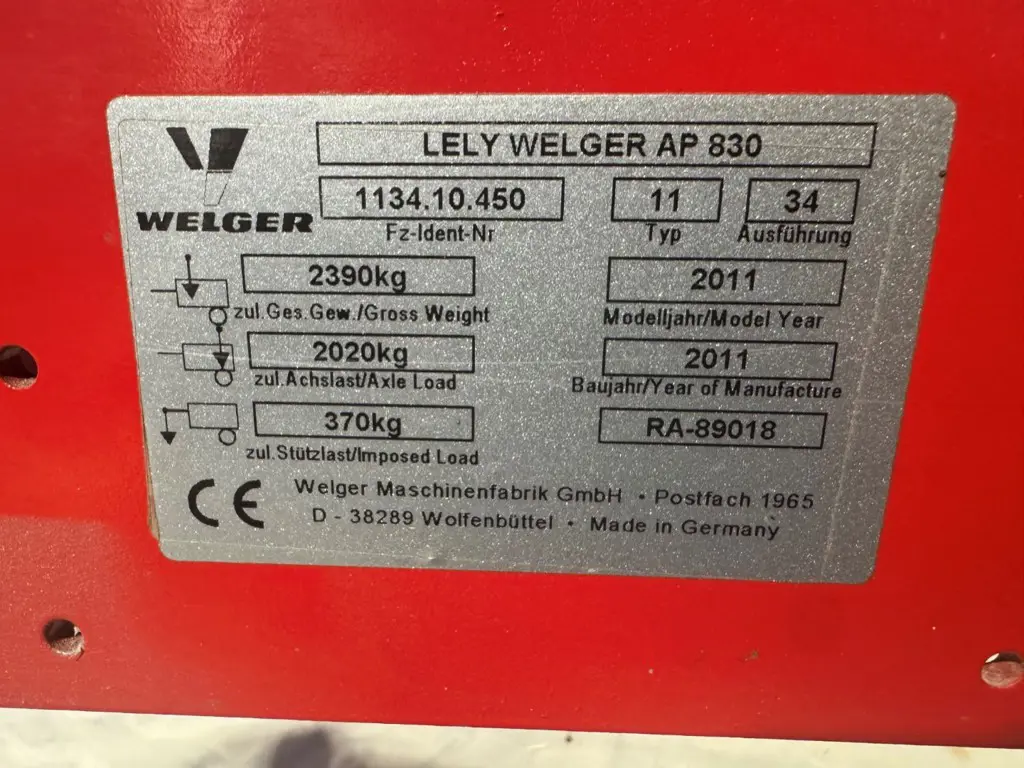 LELY WELGER AP 830
WELGER
1134.10.450 11 34
Fz-Ident-Nr Typ Ausführung
2390kg 2011
zul.Ges.Gew./Gross Weight Modelljahr/Model Year
2020kg 2011
zul.Achslast/Axle Load Baujahr/Year of Manufacture
370kg RA-89018
zul.Stützlast/Imposed Load
CE Welger Maschinenfabrik GmbH • Postfach 1965
D - 38289 Wolfenbüttel • Made in Germany